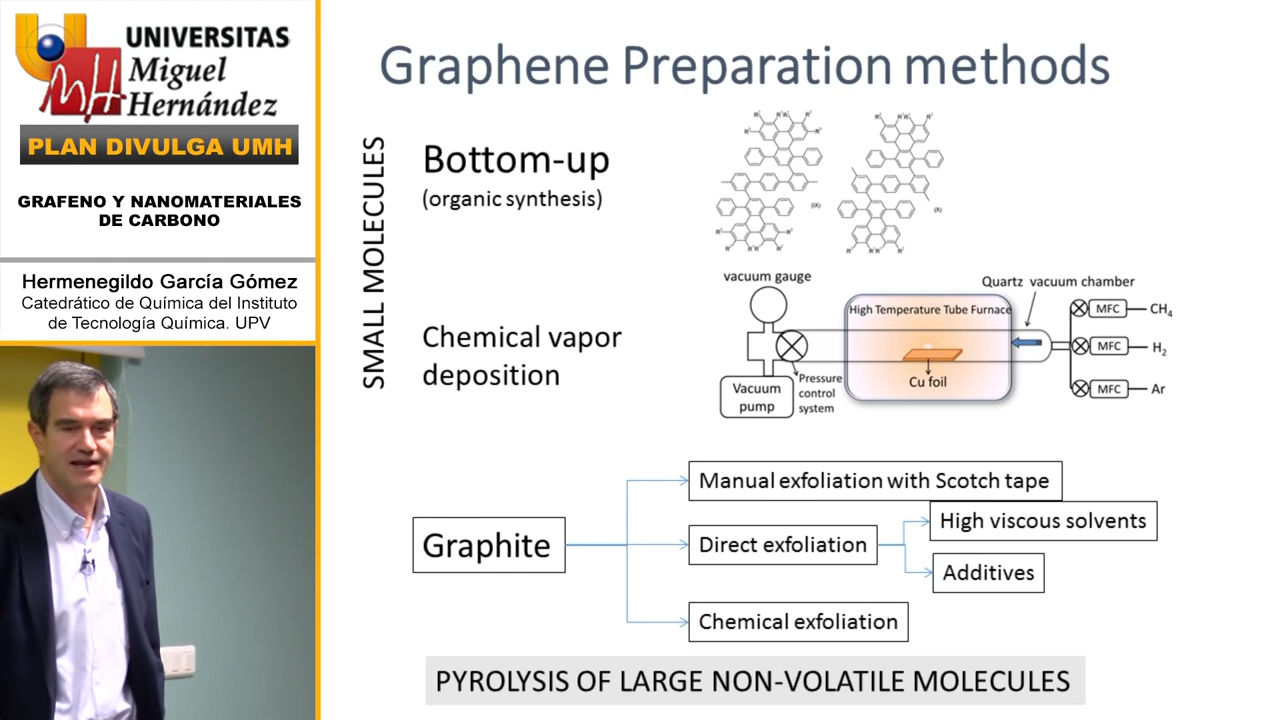 UNIVERSITAS
Miguel
Hernández
PLAN DIVULGA UMH
GRAFENO Y NANOMATERIALES
DE CARBONO
Hermenegildo García Gómez
Catedrático de Química del Instituto
de Tecnología Química. UPV
Graphene Preparation methods
SMALL MOLECULES
Bottom-up
(organic synthesis)
(IX)
(X)
Chemical vapor
deposition
vacuum gauge
Quartz vacuum chamber
High Temperature Tube Furnace
MFC
CH4
MFC
H2
MFC
Ar
Cu foil
Vacuum
pump
Pressure
control
system
Graphite
Manual exfoliation with Scotch tape
Direct exfoliation
High viscous solvents
Additives
Chemical exfoliation
PYROLYSIS OF LARGE NON-VOLATILE MOLECULES